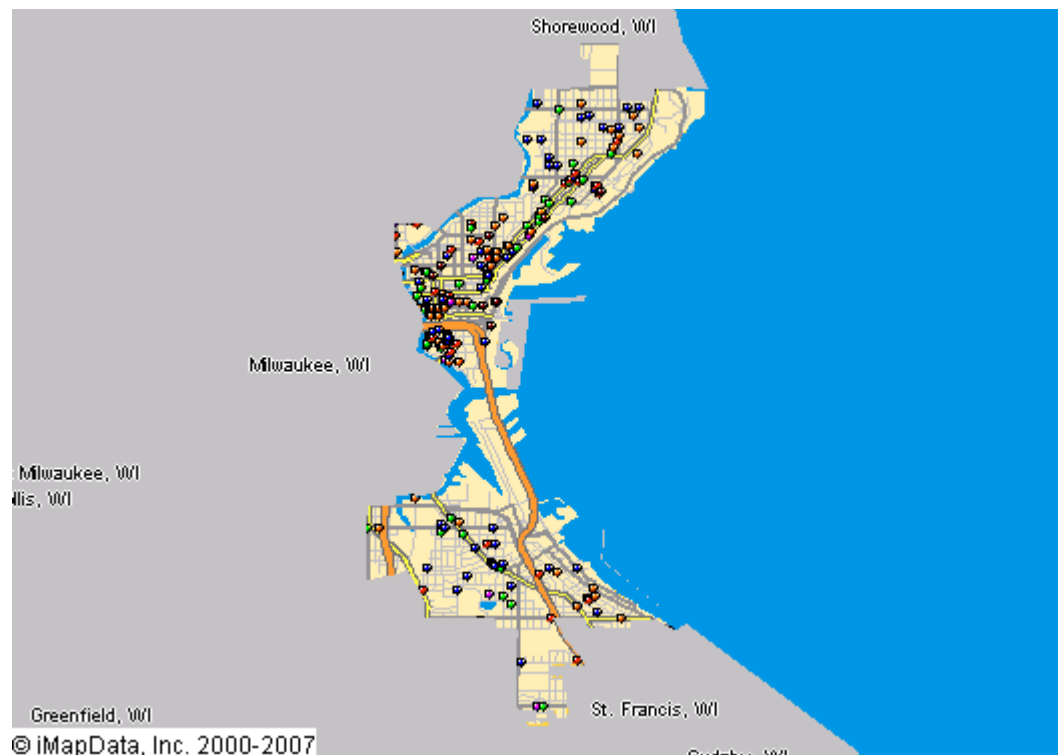 Shorewood, WI
Milwaukee, WI
Milwaukee, WI
llis, WI
St. Francis, WI
Greenfield, WI
© iMapData, Inc. 2000-2007